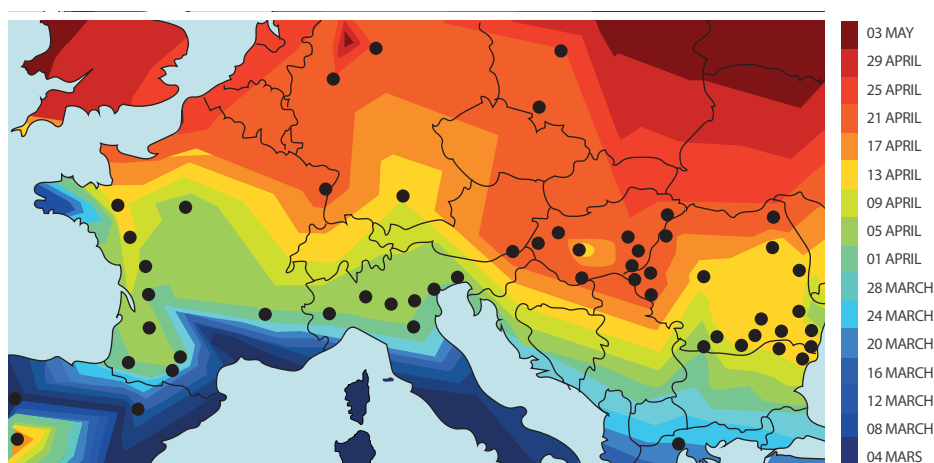 03 MAY
29 APRIL
25 APRIL
21 APRIL
17 APRIL
13 APRIL
09 APRIL
05 APRIL
01 APRIL
28 MARCH
24 MARCH
20 MARCH
16 MARCH
12 MARCH
08 MARCH
04 MARS